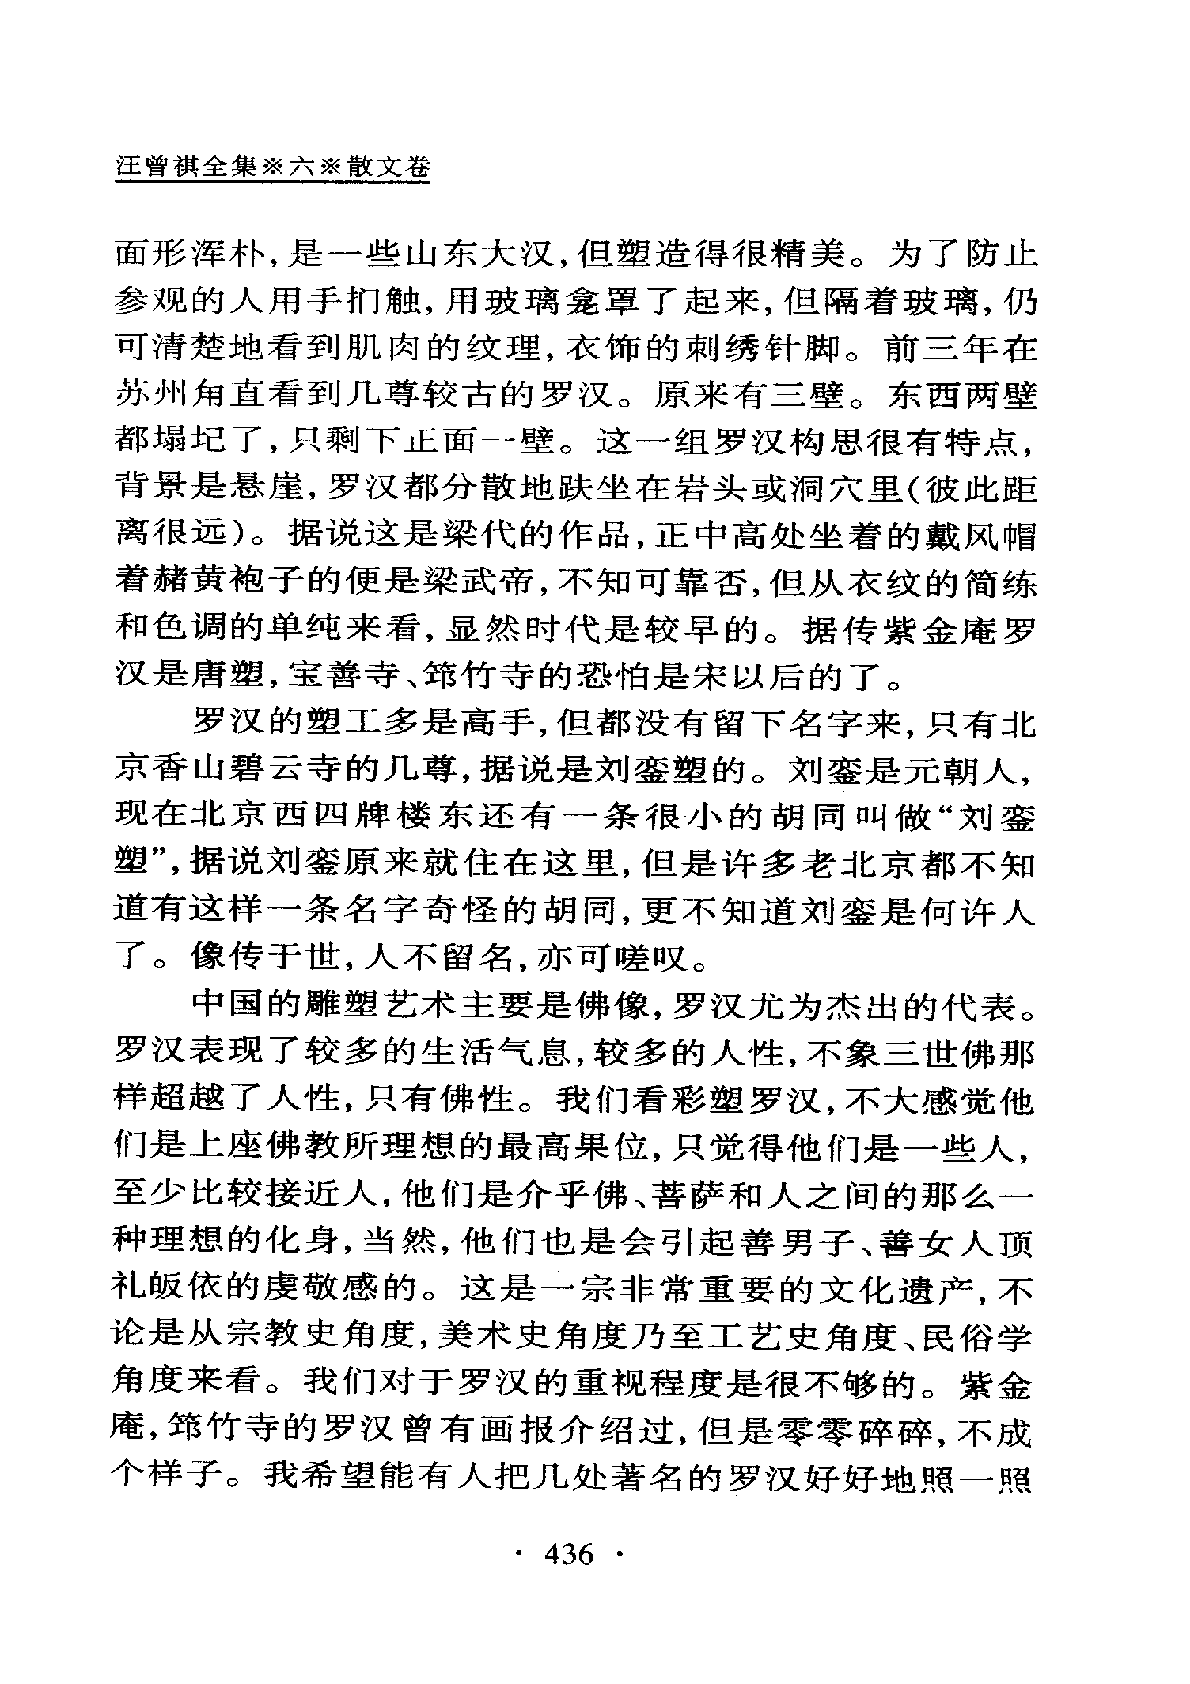 汪曾祺全集※六※散文卷
面形浑朴,是一些山东大汉,但塑造得很精美。为了防止
参观的人用手扪触,用玻璃龛罩了起来,但隔着玻璃,仍
可清楚地看到肌肉的纹理,衣饰的刺绣针脚。前三年在
苏州角直看到几尊较古的罗汉。原来有三壁。东西两壁
都塌圮了,只剩下正面一壁。这一组罗汉构思很有特点,
背景是悬崖,罗汉都分散地趺坐在岩头或洞穴里(彼此距
离很远)。据说这是梁代的作品,正中高处坐着的戴风帽
着赭黄袍子的便是梁武帝,不知可靠否,但从衣纹的简练
和色调的单纯来看,显然时代是较早的。据传紫金庵罗
汉是唐塑,宝善寺、筇竹寺的恐怕是宋以后的了。
罗汉的塑工多是高手,但都没有留下名字来,只有北
京香山碧云寺的几尊,据说是刘銮塑的。刘銮是元朝人,
现在北京西四牌楼东还有一条很小的胡同叫做“刘銮
塑”,据说刘銮原来就住在这里,但是许多老北京都不知
道有这样一条名字奇怪的胡同,更不知道刘銮是何许人
了。像传于世,人不留名,亦可嗟叹。
中国的雕塑艺术主要是佛像,罗汉尤为杰出的代表。
罗汉表现了较多的生活气息,较多的人性,不象三世佛那
样超越了人性,只有佛性。我们看彩塑罗汉,不大感觉他
们是上座佛教所理想的最高果位,只觉得他们是一些人,
至少比较接近人,他们是介乎佛、菩萨和人之间的那么一
种理想的化身,当然,他们也是会引起善男子、善女人顶
礼皈依的虔敬感的。这是一宗非常重要的文化遗产,不
论是从宗教史角度,美术史角度乃至工艺史角度、民俗学
角度来看。我们对于罗汉的重视程度是很不够的。紫金
庵,筇竹寺的罗汉曾有画报介绍过,但是零零碎碎,不成
个样子。我希望能有人把几处著名的罗汉好好地照一照
· 436 ·